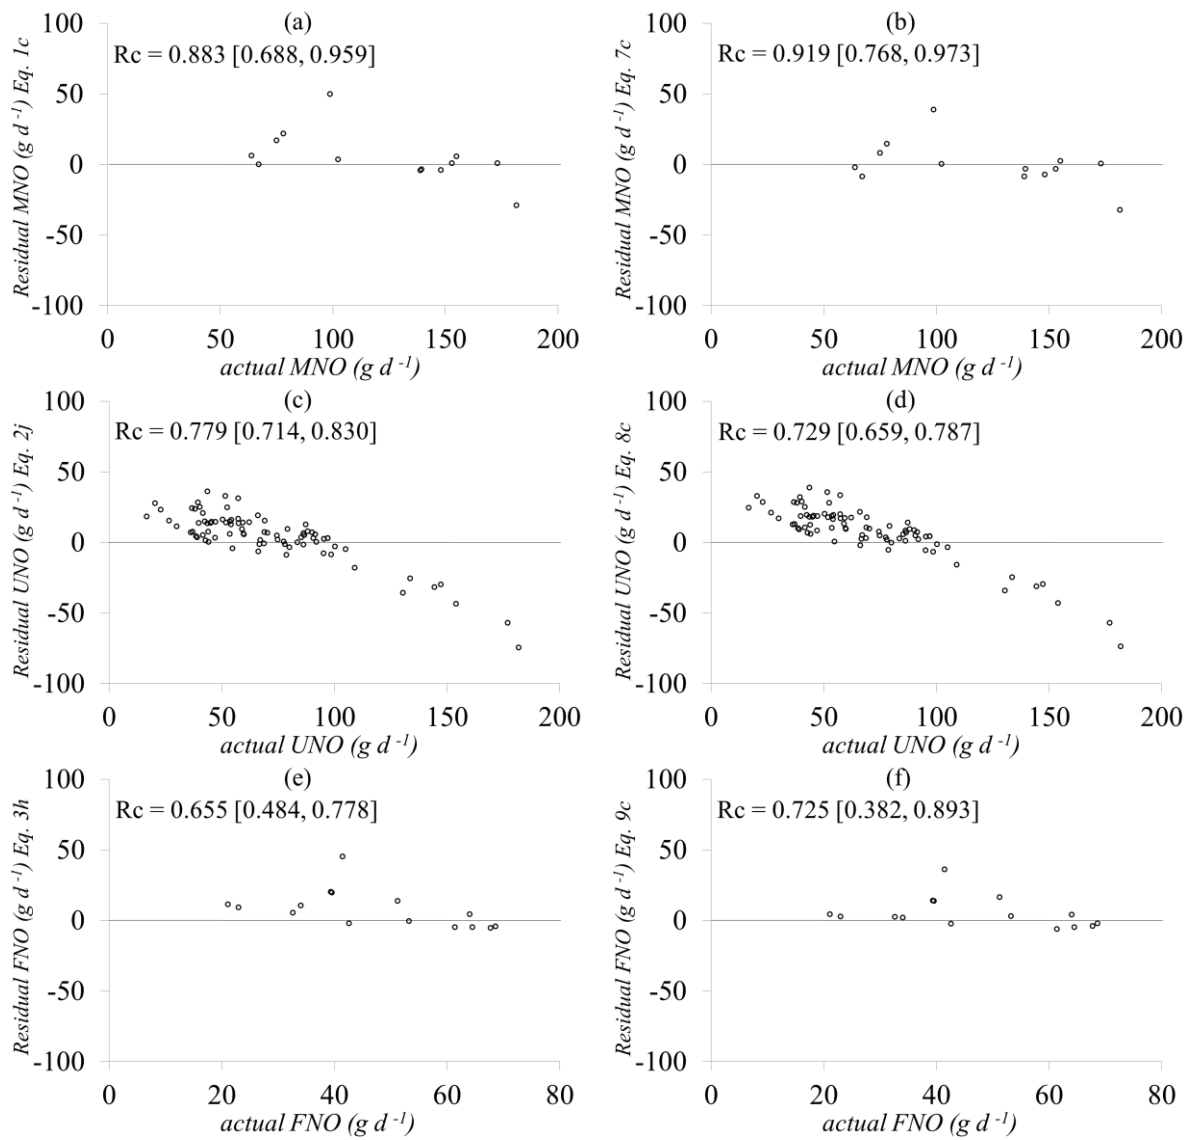 (a)
Rc = 0.883 [0.688, 0.959]
Residual MNO (g d -1) Eq. 1c
100
50
0
-50
-100
0 50 100 150 200
actual MNO (g d -1)
(b)
Rc = 0.919 [0.768, 0.973]
Residual MNO (g d -1) Eq. 7c
100
50
0
-50
-100
0 50 100 150 200
actual MNO (g d -1)
(c)
Rc = 0.779 [0.714, 0.830]
Residual UNO (g d -1) Eq. 2j
100
50
0
-50
-100
0 50 100 150 200
actual UNO (g d -1)
(d)
Rc = 0.729 [0.659, 0.787]
Residual UNO (g d -1) Eq. 8c
100
50
0
-50
-100
0 50 100 150 200
actual UNO (g d -1)
(e)
Rc = 0.655 [0.484, 0.778]
Residual FNO (g d -1) Eq. 3h
100
50
0
-50
-100
0 20 40 60 80
actual FNO (g d -1)
(f)
Rc = 0.725 [0.382, 0.893]
Residual FNO (g d -1) Eq. 9c
100
50
0
-50
-100
0 20 40 60 80
actual FNO (g d -1)